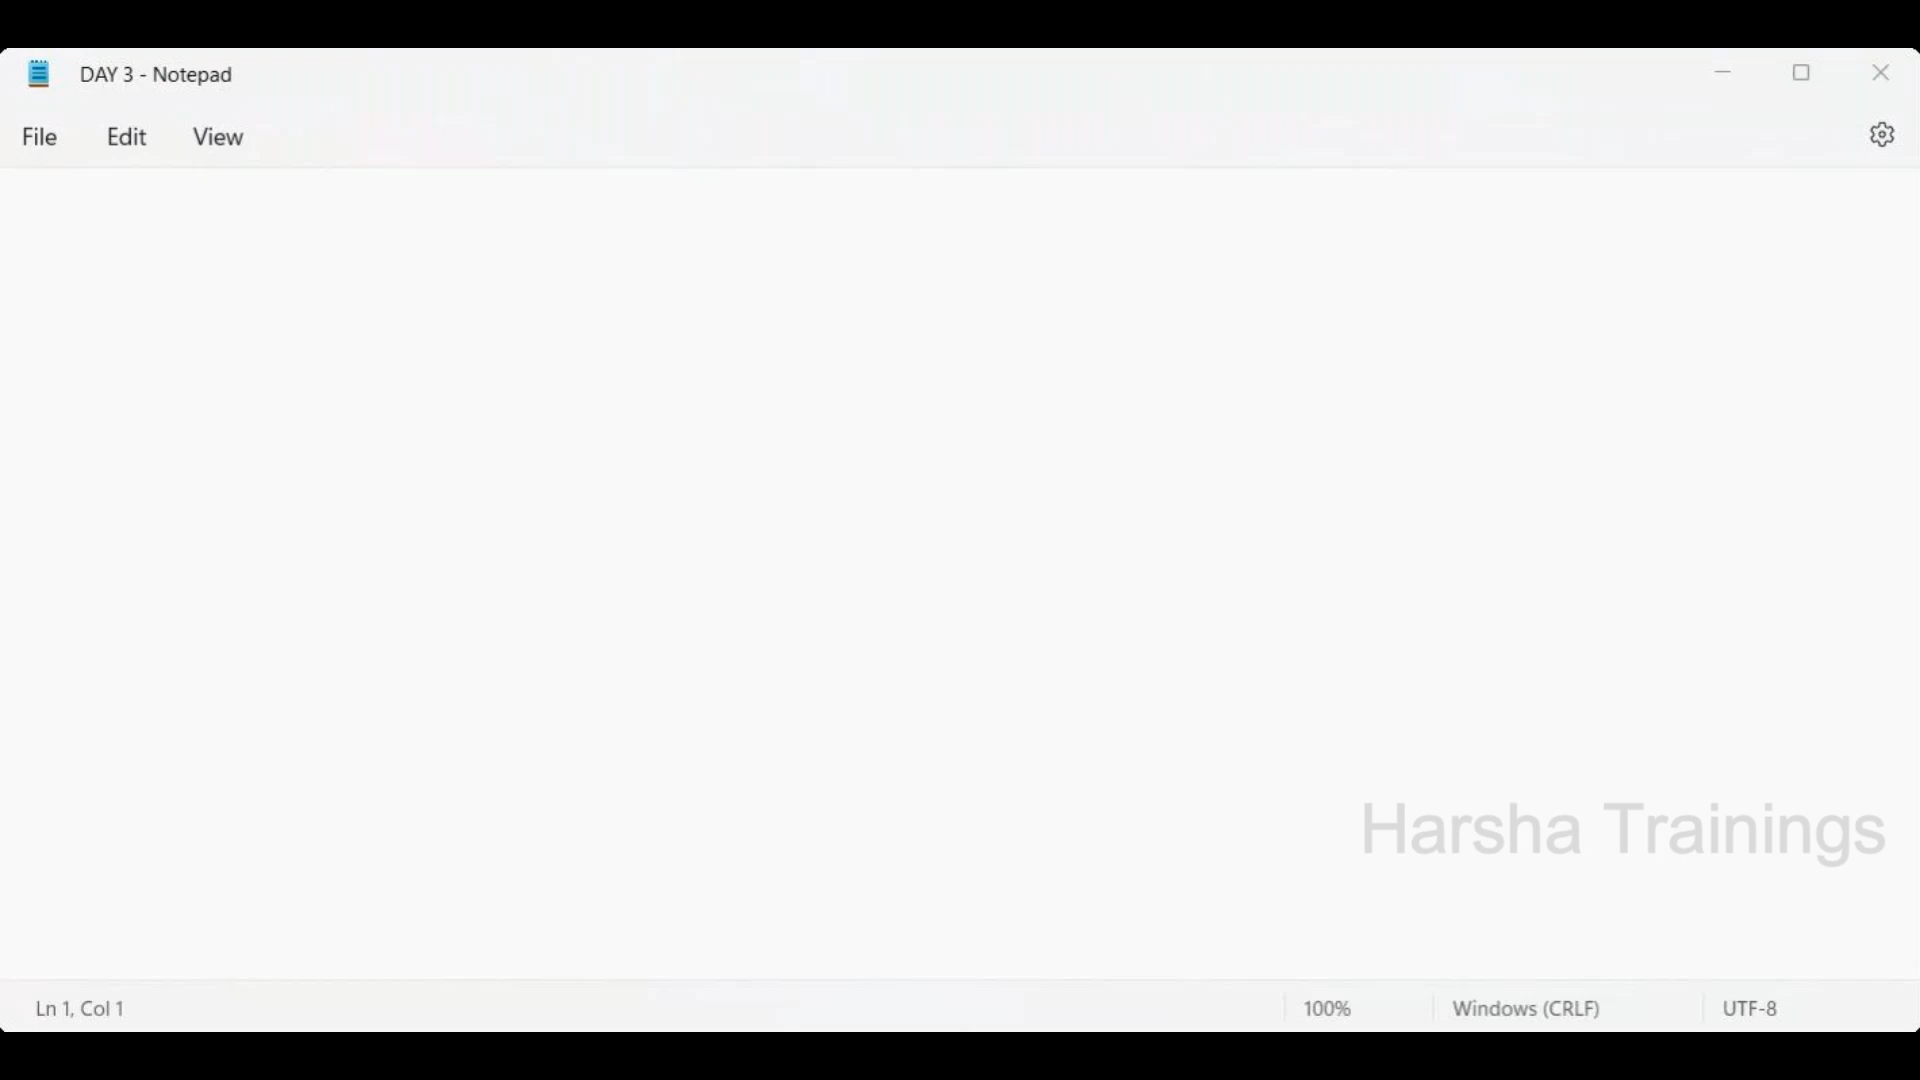 DAY 3 - Notepad
File Edit View
Harsha Trainings
Ln 1, Col 1 100% Windows (CRLF) UTF-8